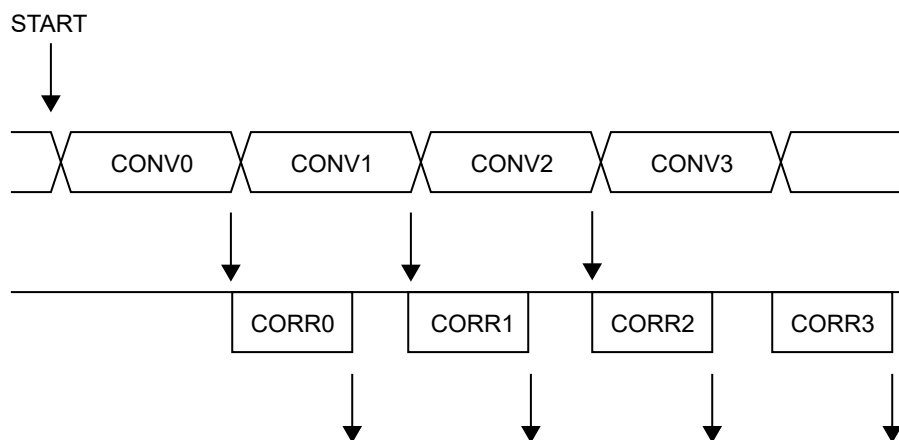 START
CONV0 CONV1 CONV2 CONV3
CORR0 CORR1 CORR2 CORR3